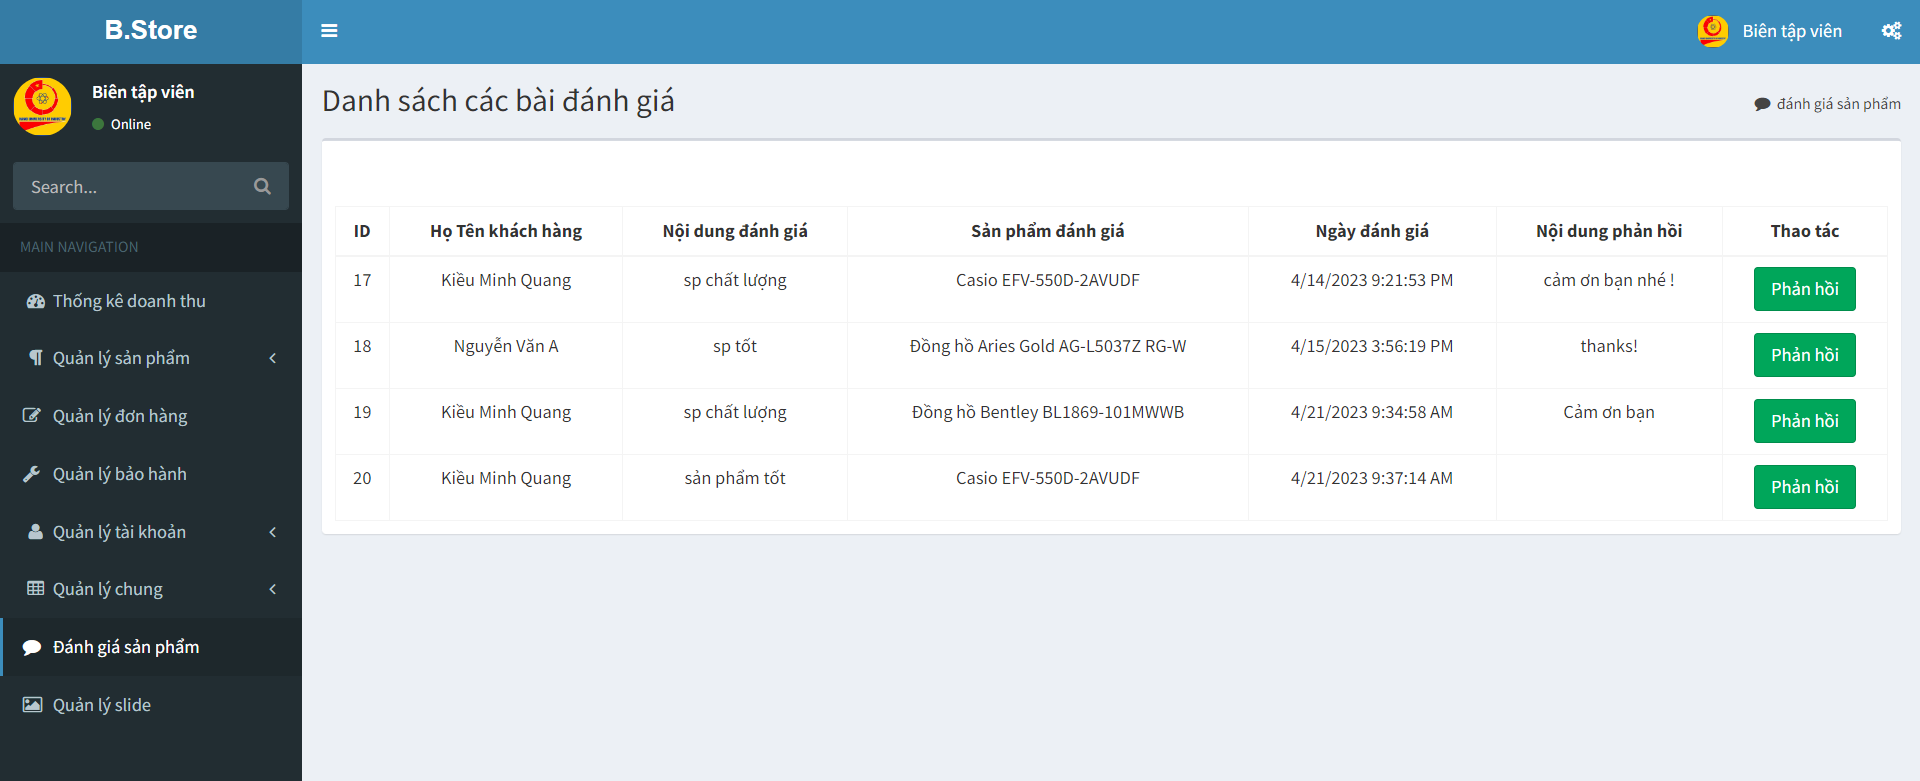 B.Store
Biên tập viên
Biên tập viên
Online
Search...
MAIN NAVIGATION
Thống kê doanh thu
Quản lý sản phẩm
Quản lý đơn hàng
Quản lý bảo hành
Quản lý tài khoản
Quản lý chung
Đánh giá sản phẩm
Quản lý slide
Danh sách các bài đánh giá
đánh giá sản phẩm
ID Họ Tên khách hàng Nội dung đánh giá Sản phẩm đánh giá Ngày đánh giá Nội dung phản hồi Thao tác
17 Kiều Minh Quang sp chất lượng Casio EFV-550D-2AVUDF 4/14/2023 9:21:53 PM cảm ơn bạn nhé ! Phản hồi
18 Nguyễn Văn A sp tốt Đồng hồ Aries Gold AG-L5037Z RG-W 4/15/2023 3:56:19 PM thanks! Phản hồi
19 Kiều Minh Quang sp chất lượng Đồng hồ Bentley BL1869-101MWWB 4/21/2023 9:34:58 AM Cảm ơn bạn Phản hồi
20 Kiều Minh Quang sản phẩm tốt Casio EFV-550D-2AVUDF 4/21/2023 9:37:14 AM Phản hồi